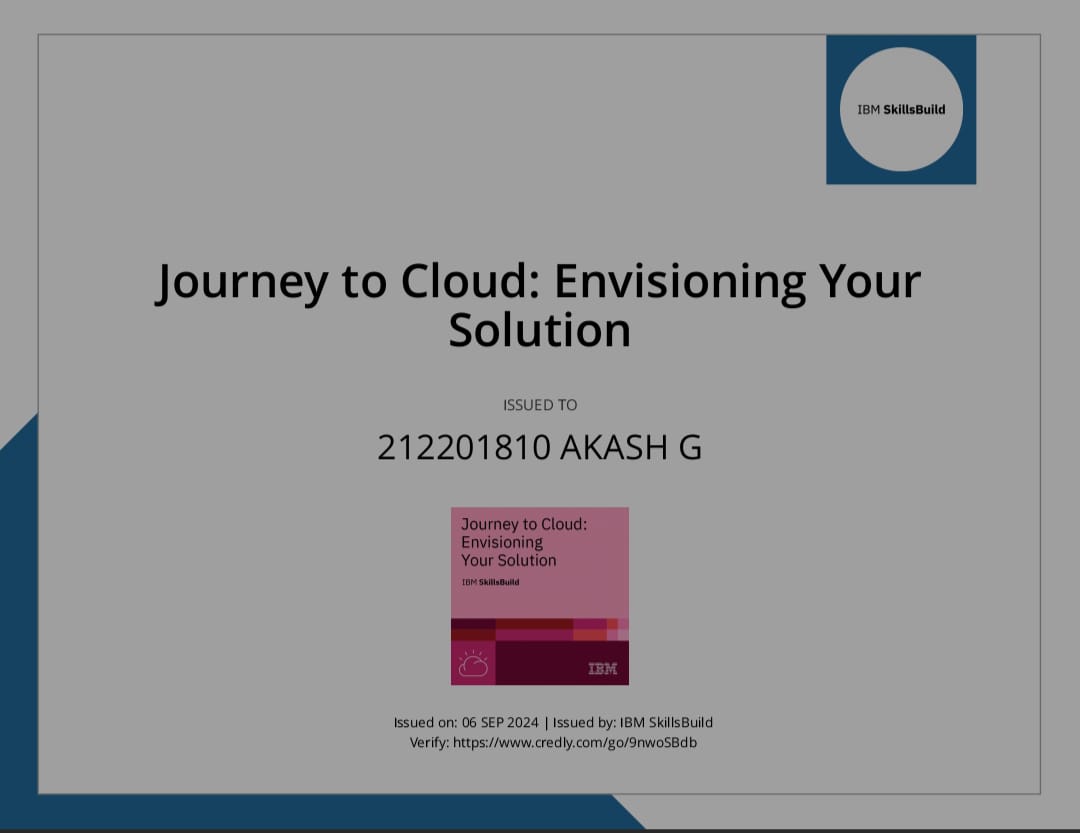 IBM SkillsBuild
Journey to Cloud: Envisioning Your
Solution
ISSUED TO
212201810 AKASH G
Journey to Cloud:
Envisioning
Your Solution
IBM SkillsBuild
IBM
Issued on: 06 SEP 2024 | Issued by: IBM SkillsBuild
Verify: https://www.credly.com/go/9nwoSBdb